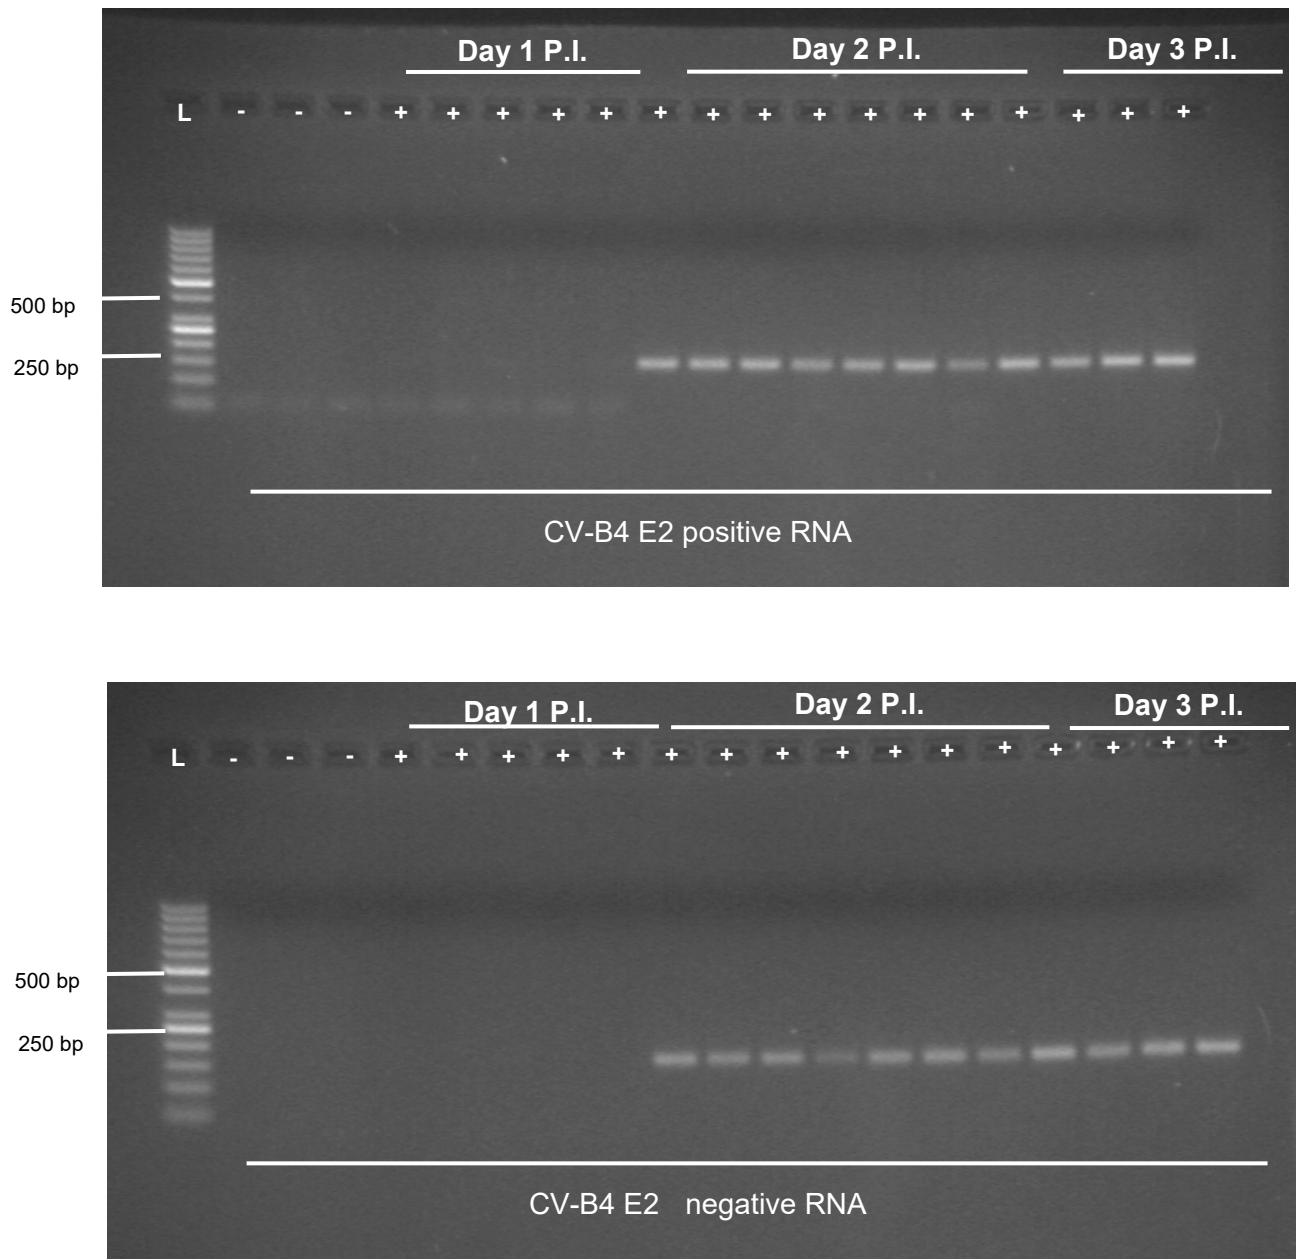 Day 1 P.I. Day 2 P.I. Day 3 P.I.
L - - - + + + + + + + + + + + + + + + +
500 bp
250 bp
CV-B4 E2 positive RNA
Day 1 P.I. Day 2 P.I. Day 3 P.I.
L - - - + + + + + + + + + + + + + + + +
500 bp
250 bp
CV-B4 E2 negative RNA